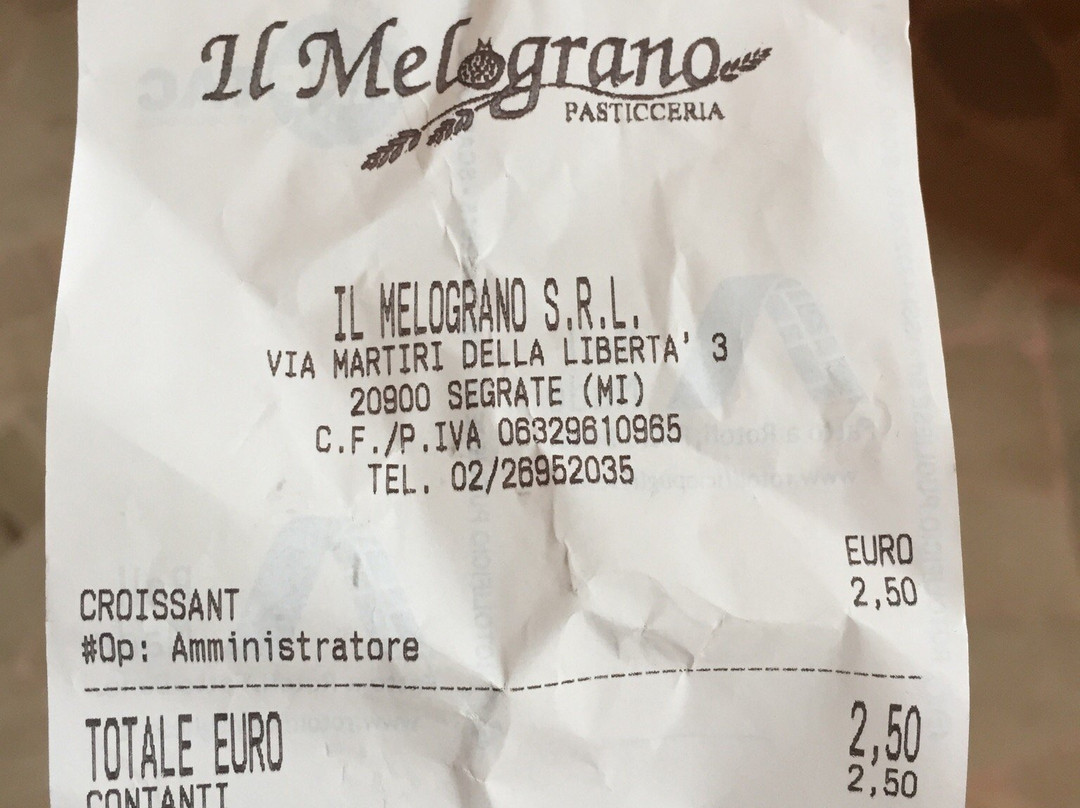 Il Melograno
PASTICCERIA
IL MELOGRANO S.R.L.
VIA MARTIRI DELLA LIBERTA' 3
20900 SEGRATE (MI)
C.F./P.IVA 06329610965
TEL. 02/26952035
EURO
CROISSANT 2,50
#Op: Amministratore
TOTALE EURO 2,50
CONTANTI 2,50